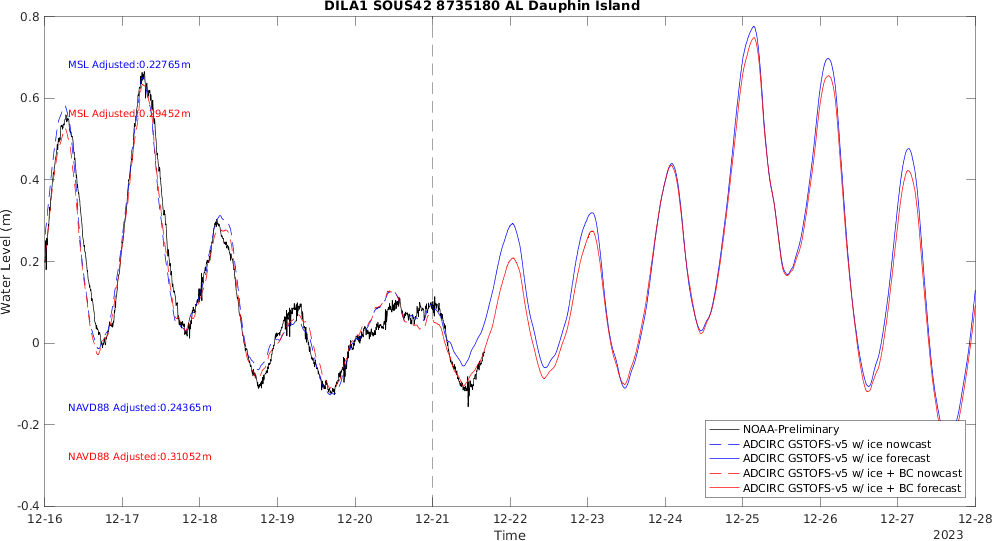 DILA1 SOUS42 8735180 AL Dauphin Island
Water Level (m)
0.8
0.6
0.4
0.2
0
-0.2
-0.4
MSL Adjusted:0.22765m
MSL Adjusted:0.29452m
NAVD88 Adjusted:0.24365m
NAVD88 Adjusted:0.31052m
NOAA-Preliminary
ADCIRC GSTOFS-v5 w/ ice nowcast
ADCIRC GSTOFS-v5 w/ ice forecast
ADCIRC GSTOFS-v5 w/ ice + BC nowcast
ADCIRC GSTOFS-v5 w/ ice + BC forecast
12-16 12-17 12-18 12-19 12-20 12-21 12-22 12-23 12-24 12-25 12-26 12-27 12-28
Time
2023